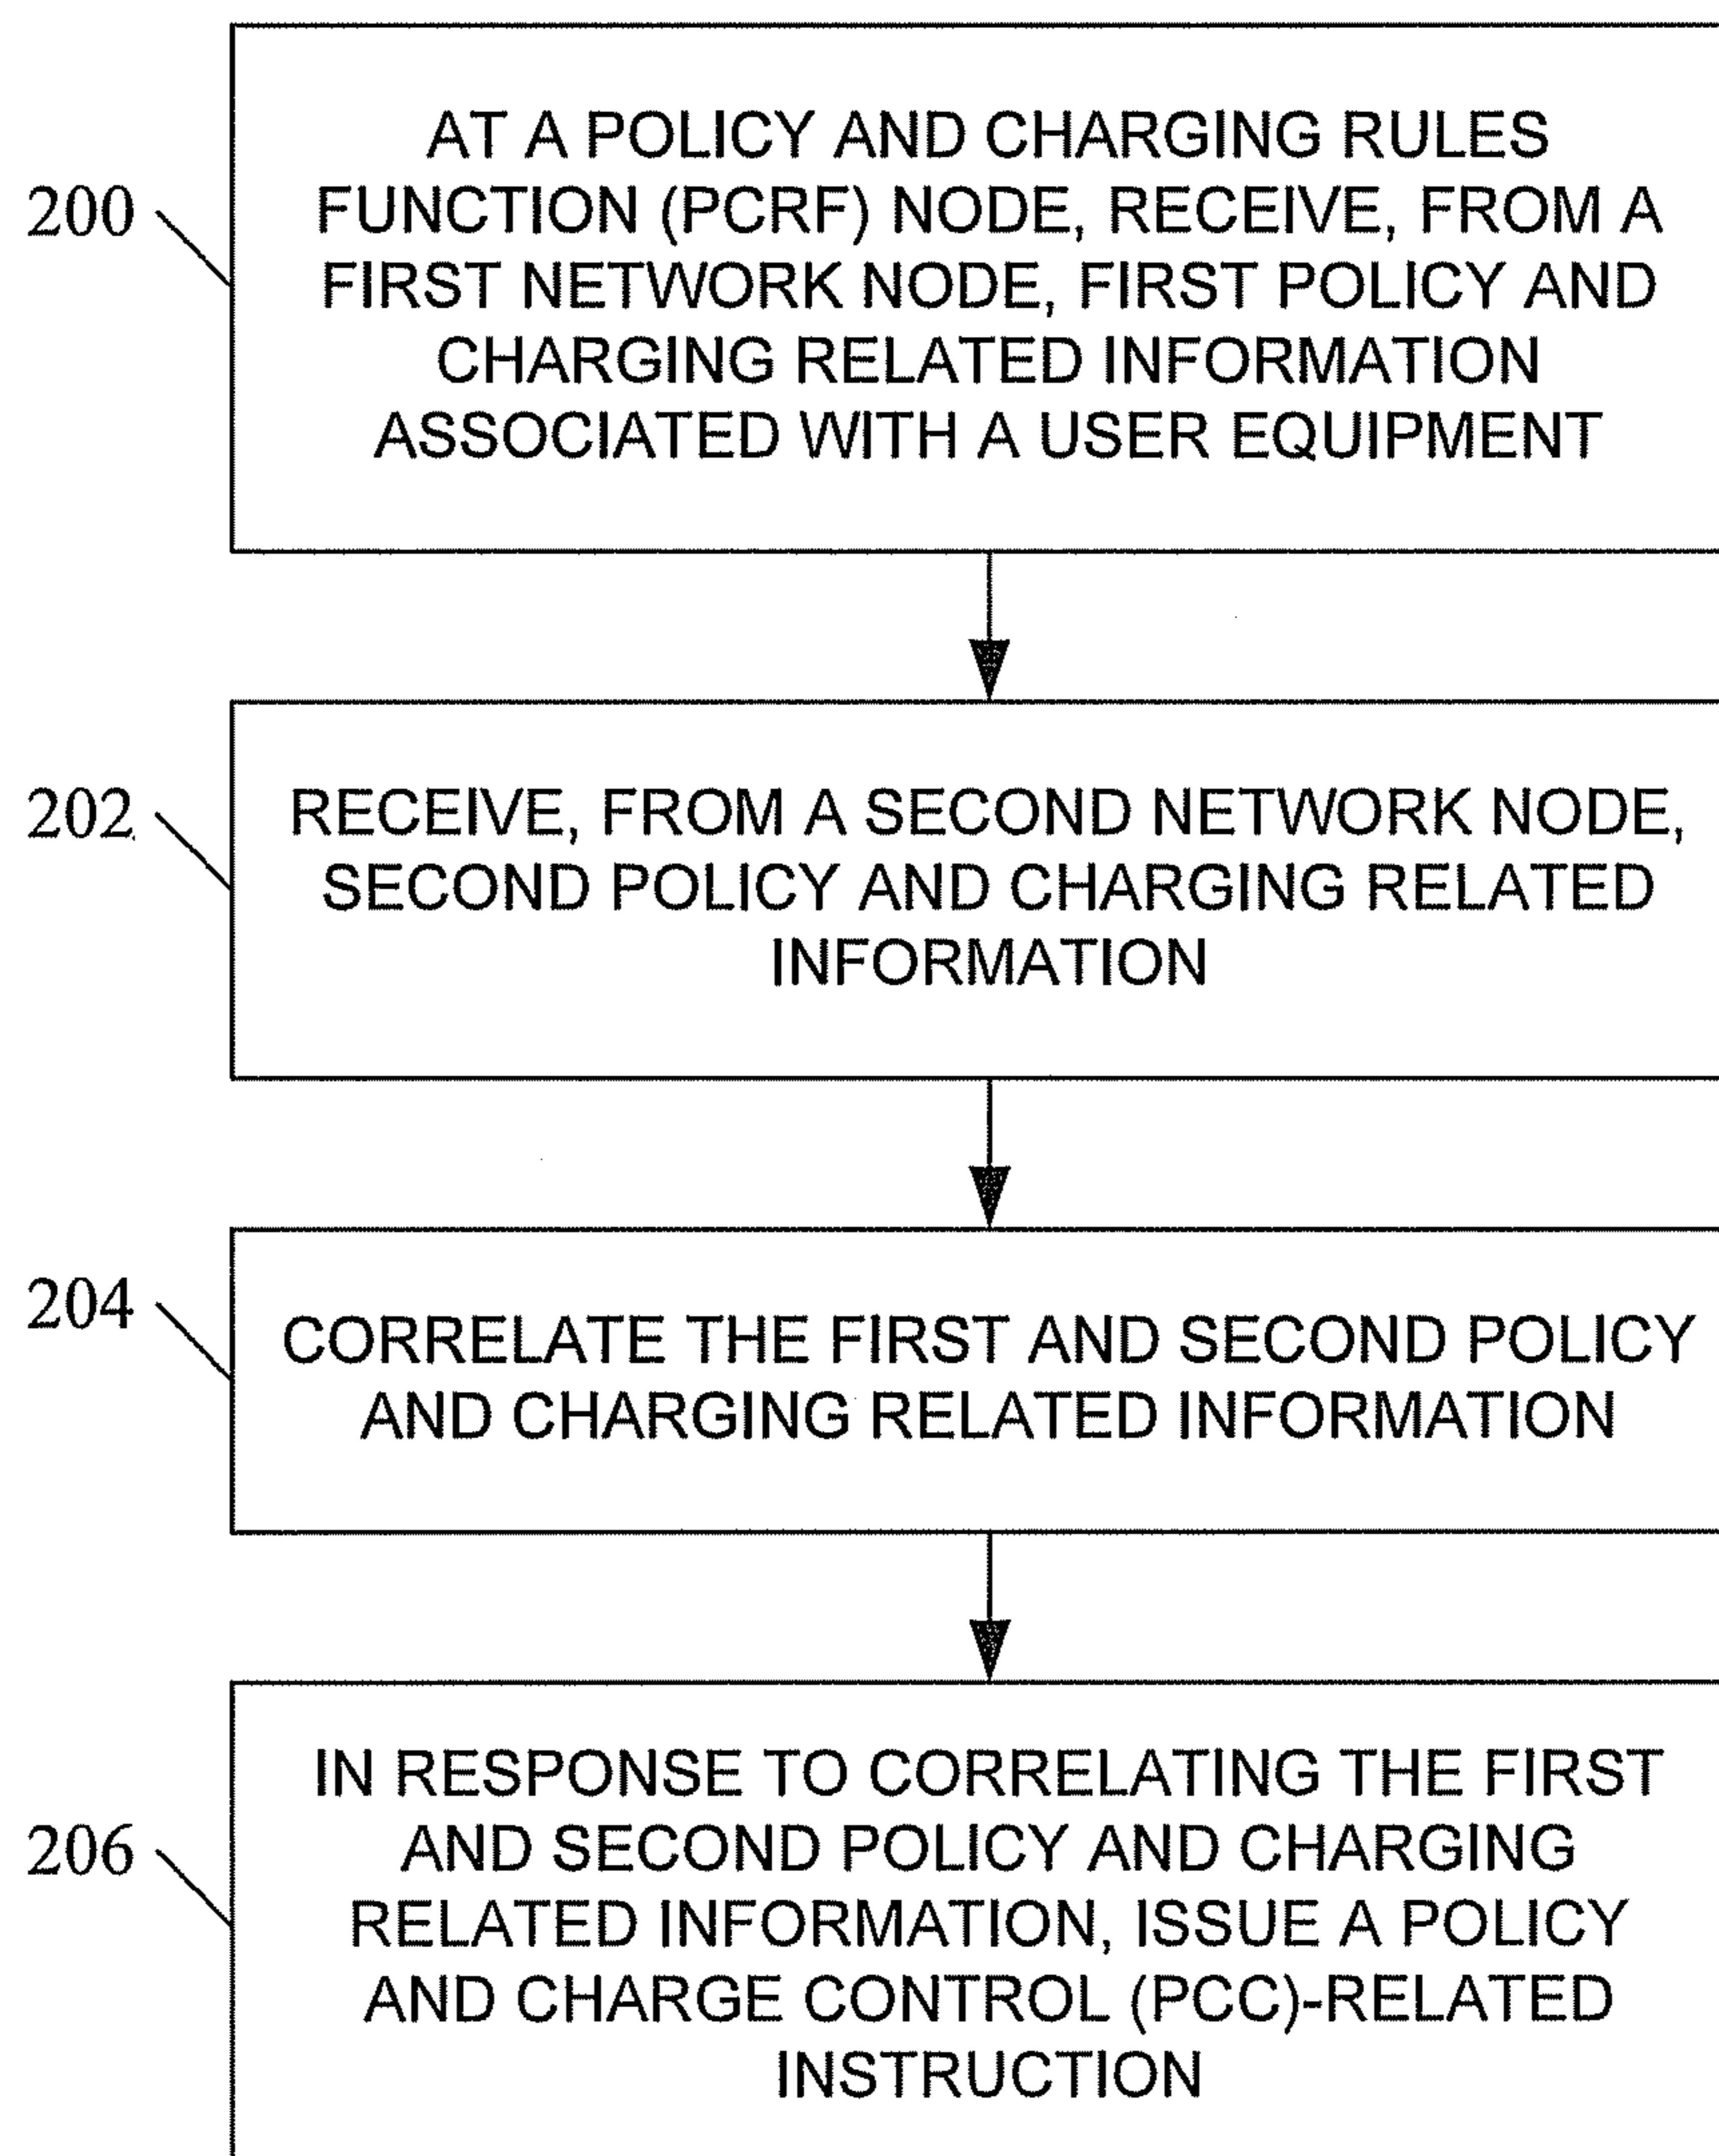 200
AT A POLICY AND CHARGING RULES
FUNCTION (PCRF) NODE, RECEIVE, FROM A
FIRST NETWORK NODE, FIRST POLICY AND
CHARGING RELATED INFORMATION
ASSOCIATED WITH A USER EQUIPMENT
202
RECEIVE, FROM A SECOND NETWORK NODE,
SECOND POLICY AND CHARGING RELATED
INFORMATION
204
CORRELATE THE FIRST AND SECOND POLICY
AND CHARGING RELATED INFORMATION
206
IN RESPONSE TO CORRELATING THE FIRST
AND SECOND POLICY AND CHARGING
RELATED INFORMATION, ISSUE A POLICY
AND CHARGE CONTROL (PCC)-RELATED
INSTRUCTION